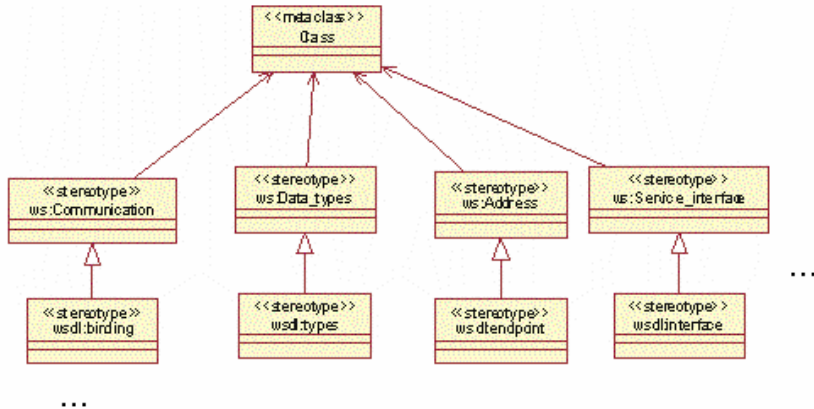 <<metaclass>>
Class
<<stereotype>>
ws:Communication
<<stereotype>>
ws:Data_types
<<stereotype>>
ws:Address
<<stereotype>>
ws:Service_interface
...
<<stereotype>>
wsdl:binding
<<stereotype>>
wsdl:types
<<stereotype>>
wsdl:endpoint
<<stereotype>>
wsdl:interface
...